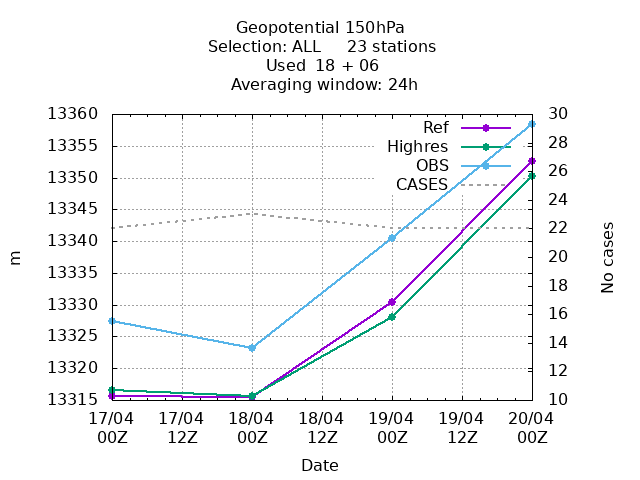 Geopotential 150hPa
Selection: ALL     23 stations
Used  18 + 06
Averaging window: 24h
13360
13355
13350
13345
13340
13335
13330
13325
13320
13315
m
Ref
Highres
OBS
CASES
30
28
26
24
22
20
18
16
14
12
10
No cases
17/04 17/04 18/04 18/04 19/04 19/04 20/04
00Z 12Z 00Z 12Z 00Z 12Z 00Z
Date